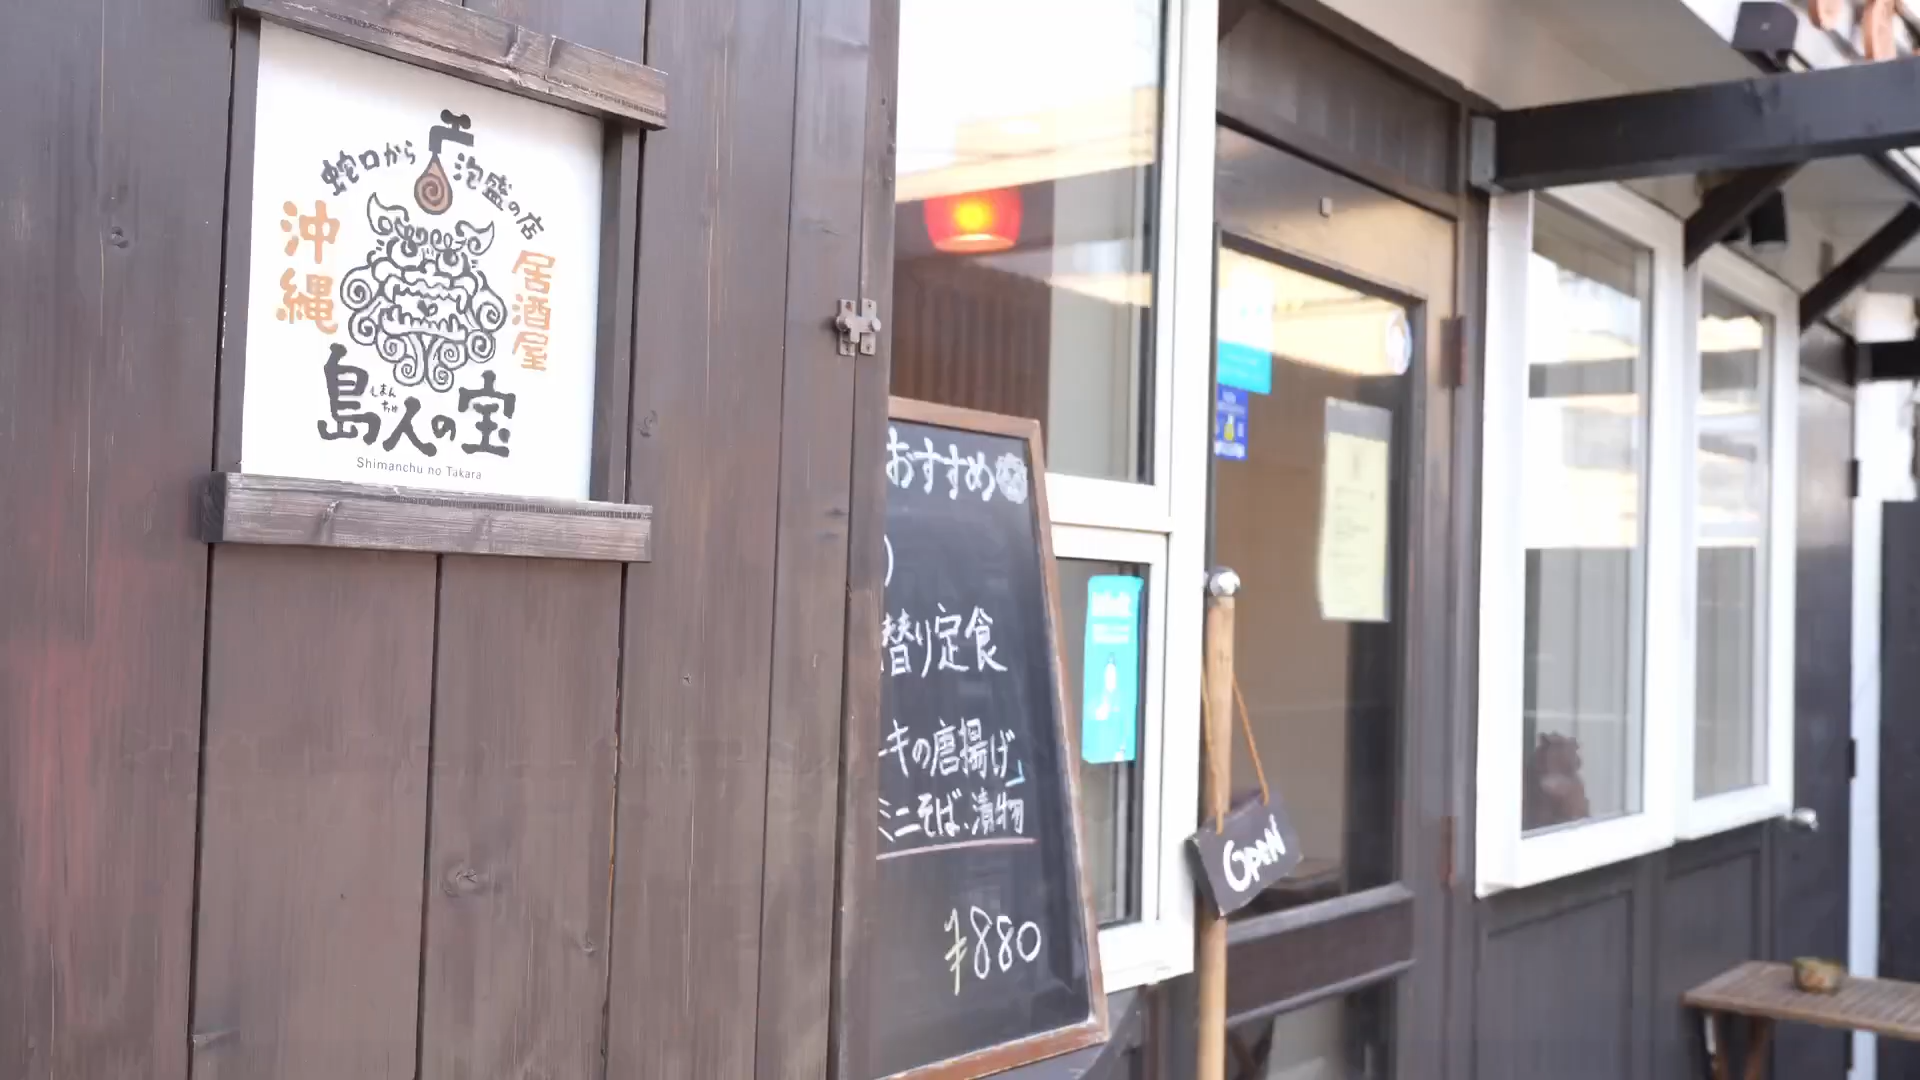 蛇口から泡盛の店
沖縄
居酒屋
島人の宝
しまんちゅ
Shimanchu no Takara
おすすめ
替り定食
キの唐揚げ」
ミニそば、漬物
¥880
OPEN